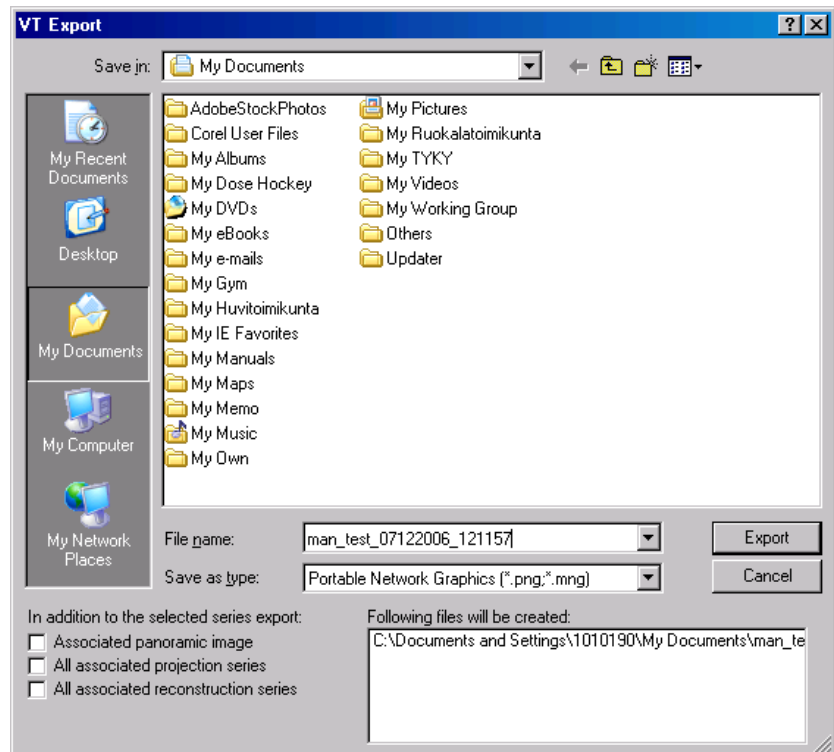 VT Export
Save in:
My Documents
My Recent
Documents
Desktop
My Documents
My Computer
My Network
Places
AdobeStockPhotos
Corel User Files
My Albums
My Dose Hockey
My DVDs
My eBooks
My e-mails
My Gym
My Huvitoimikunta
My IE Favorites
My Manuals
My Maps
My Memo
My Music
My Own
My Pictures
My Ruokalatoimikunta
My TYKY
My Videos
My Working Group
Others
Updater
File name:
man_test_07122006_121157
Export
Save as type:
Portable Network Graphics (*.png;*.mng)
Cancel
In addition to the selected series export:
Associated panoramic image
All associated projection series
All associated reconstruction series
Following files will be created:
C:\Documents and Settings\1010190\My Documents\man_te